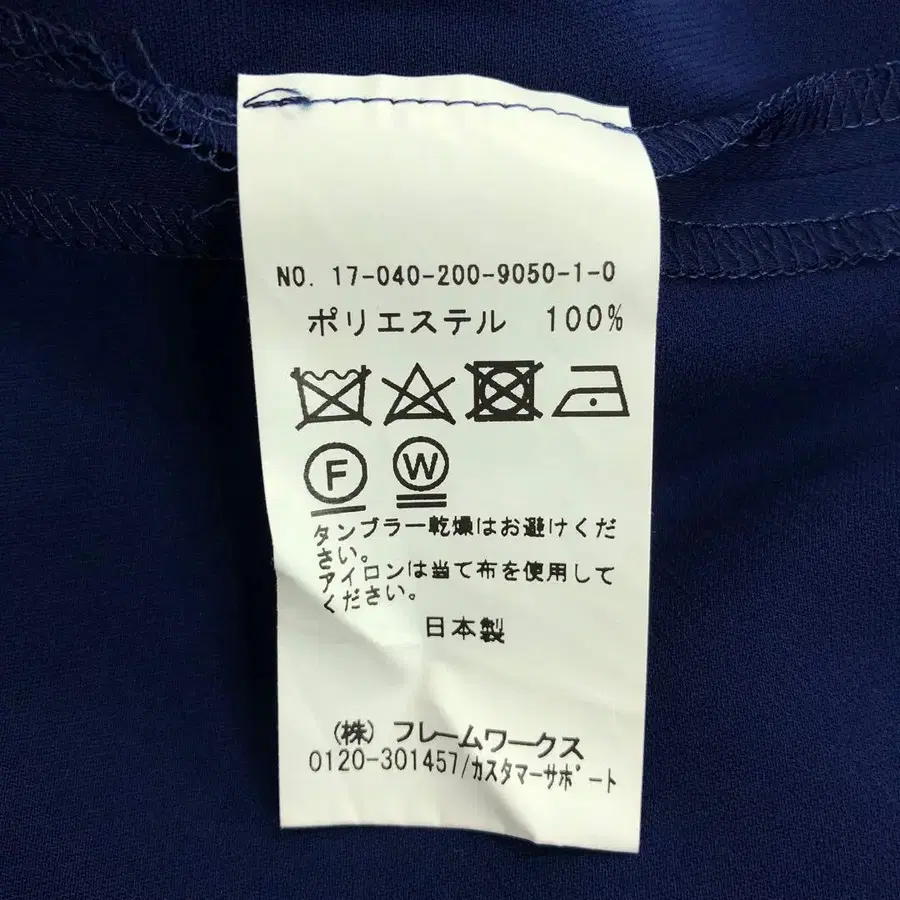 NO. 17-040-200-9050-1-0
ポリエステル 100%
F W
タンブラー乾燥はお避けくだ
さい。
アイロンは当て布を使用して
ください。
日本製
(株) フレームワークス
0120-301457/カスタマーサポート